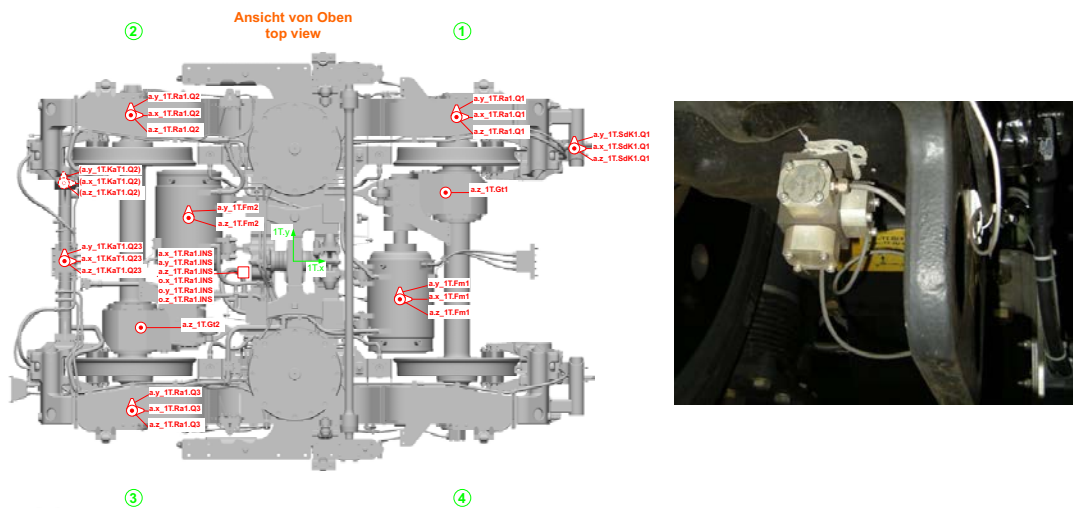 Ansicht von Oben
top view
②
①
a.y_1T.Ra1.Q2
a.x_1T.Ra1.Q2
a.z_1T.Ra1.Q2
a.y_1T.Ra1.Q1
a.x_1T.Ra1.Q1
a.z_1T.Ra1.Q1
a.y_1T.SdK1.Q1
a.x_1T.SdK1.Q1
a.z_1T.SdK1.Q1
(a.y_1T.KaT1.Q2)
(a.x_1T.KaT1.Q2)
(a.z_1T.KaT1.Q2)
a.z_1T.Gt1
a.y_1T.Fm2
a.z_1T.Fm2
1T.y
1T.x
a.y_1T.KaT1.Q23
a.x_1T.KaT1.Q23
a.z_1T.KaT1.Q23
a.x_1T.Ra1.INS
a.y_1T.Ra1.INS
a.z_1T.Ra1.INS
o.x_1T.Ra1.INS
o.y_1T.Ra1.INS
o.z_1T.Ra1.INS
a.y_1T.Fm1
a.x_1T.Fm1
a.z_1T.Fm1
a.z_1T.Gt2
a.y_1T.Ra1.Q3
a.x_1T.Ra1.Q3
a.z_1T.Ra1.Q3
③
④